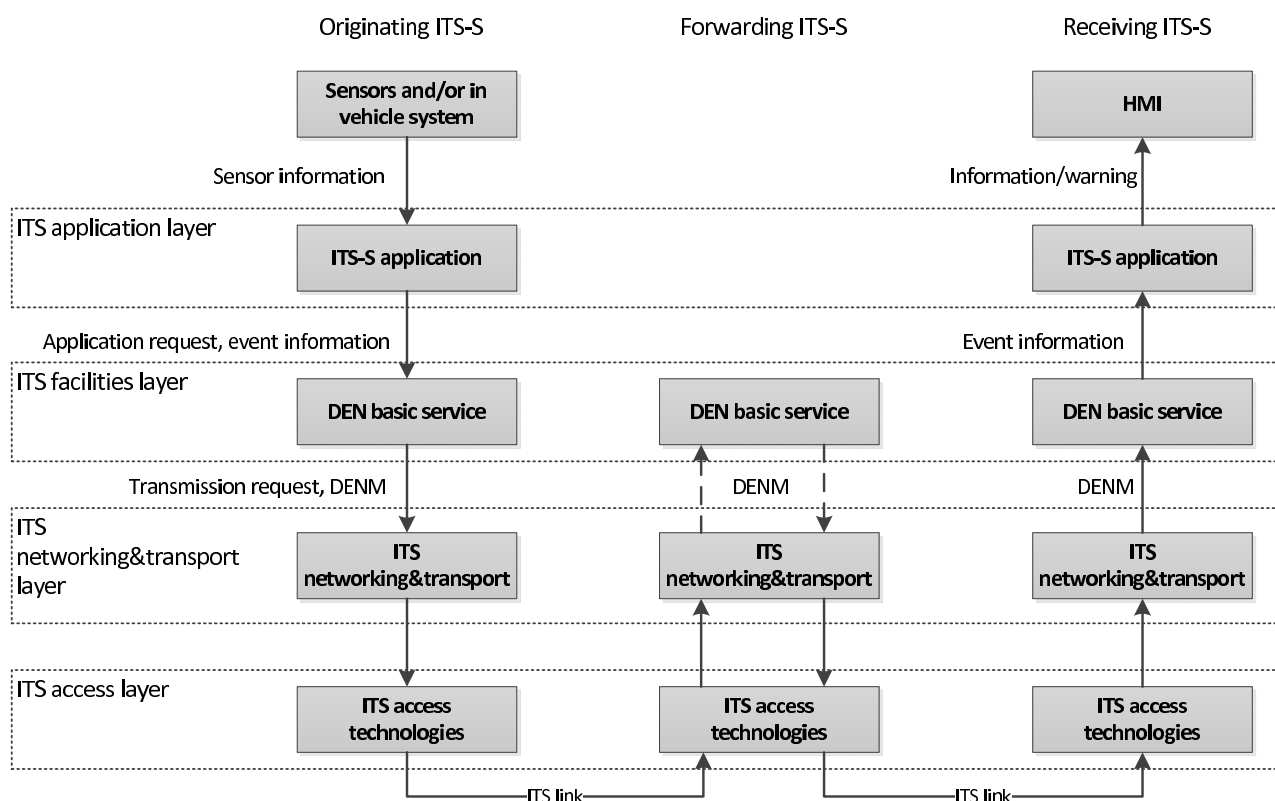 Originating ITS-S
Forwarding ITS-S
Receiving ITS-S
Sensors and/or in
vehicle system
HMI
Sensor information
Information/warning
ITS application layer
ITS-S application
ITS-S application
Application request, event information
Event information
ITS facilities layer
DEN basic service
DEN basic service
DEN basic service
Transmission request, DENM
DENM
DENM
ITS
networking&transport
layer
ITS
networking&transport
ITS
networking&transport
ITS
networking&transport
ITS access layer
ITS access
technologies
ITS access
technologies
ITS access
technologies
ITS link
ITS link